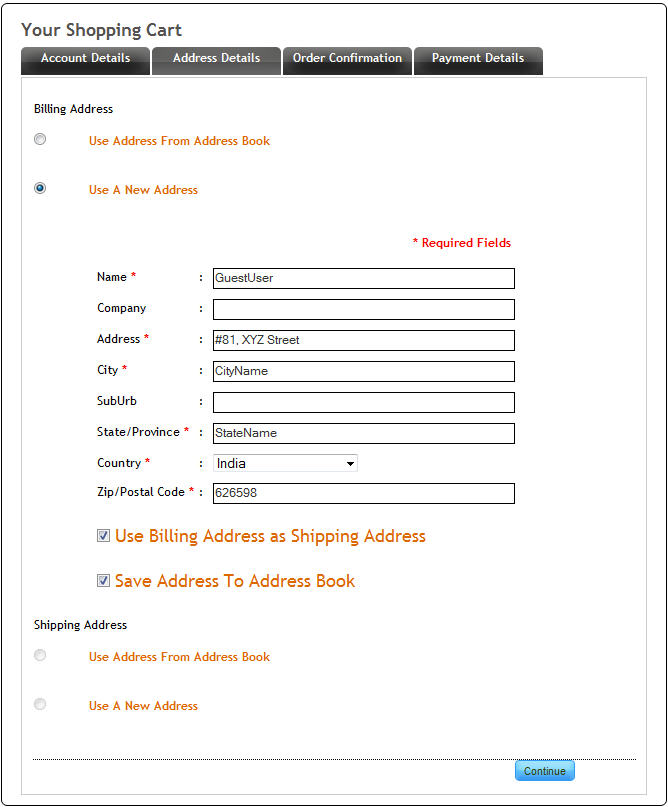 Your Shopping Cart
Account Details Address Details Order Confirmation Payment Details
Billing Address
Use Address From Address Book
Use A New Address
* Required Fields
Name * : GuestUser
Company :
Address * : #81, XYZ Street
City * : CityName
SubUrb :
State/Province * : StateName
Country * : India
Zip/Postal Code * : 626598
Use Billing Address as Shipping Address
Save Address To Address Book
Shipping Address
Use Address From Address Book
Use A New Address
Continue